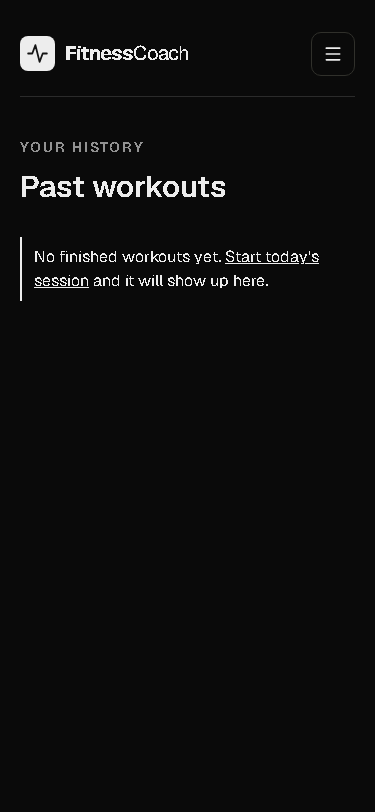 FitnessCoach
YOUR HISTORY
Past workouts
No finished workouts yet. Start today's
session and it will show up here.